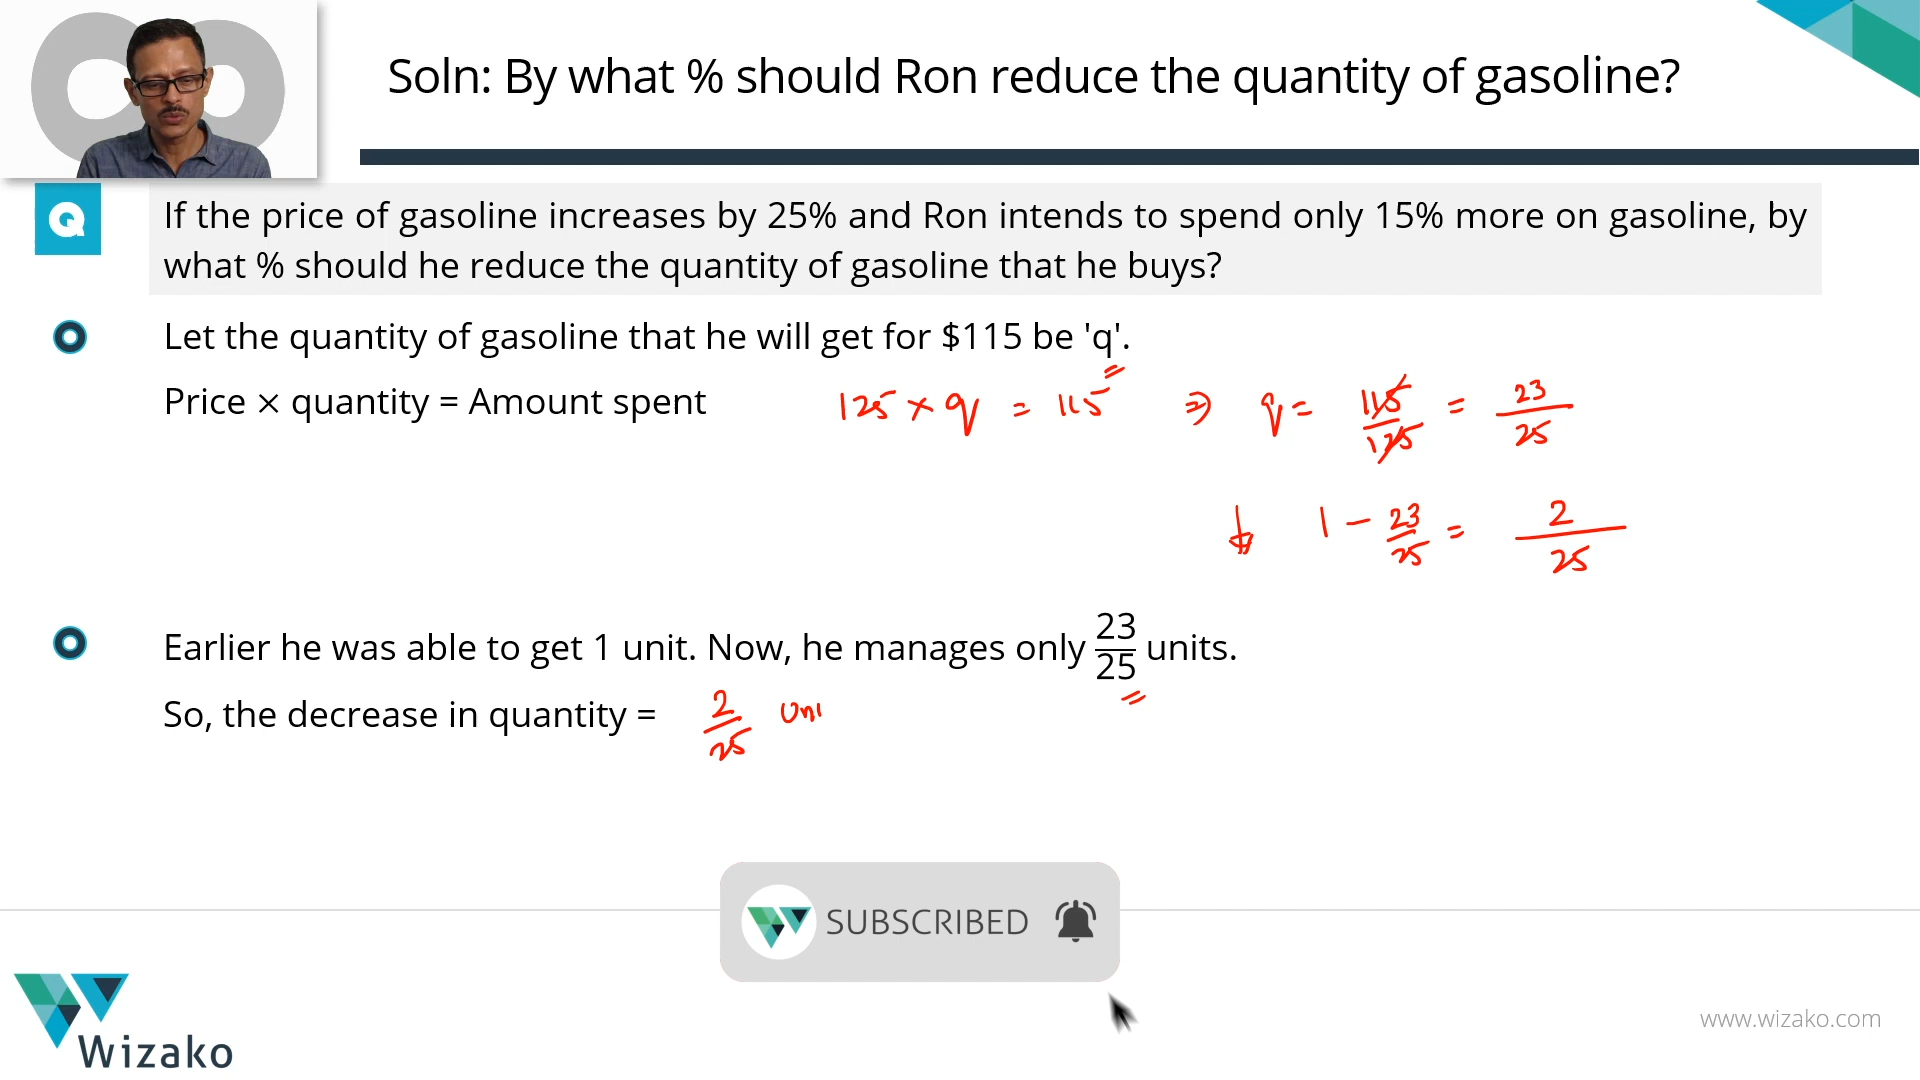 Soln: By what % should Ron reduce the quantity of gasoline?
Q
If the price of gasoline increases by 25% and Ron intends to spend only 15% more on gasoline, by
what % should he reduce the quantity of gasoline that he buys?
Let the quantity of gasoline that he will get for $115 be 'q'.
Price × quantity = Amount spent 125 × q = 115 ⇒ q = 115/125 = 23/25
↓ 1 - 23/25 = 2/25
Earlier he was able to get 1 unit. Now, he manages only 23/25 units.
So, the decrease in quantity = 2/25 uni
SUBSCRIBED
Wizako
www.wizako.com